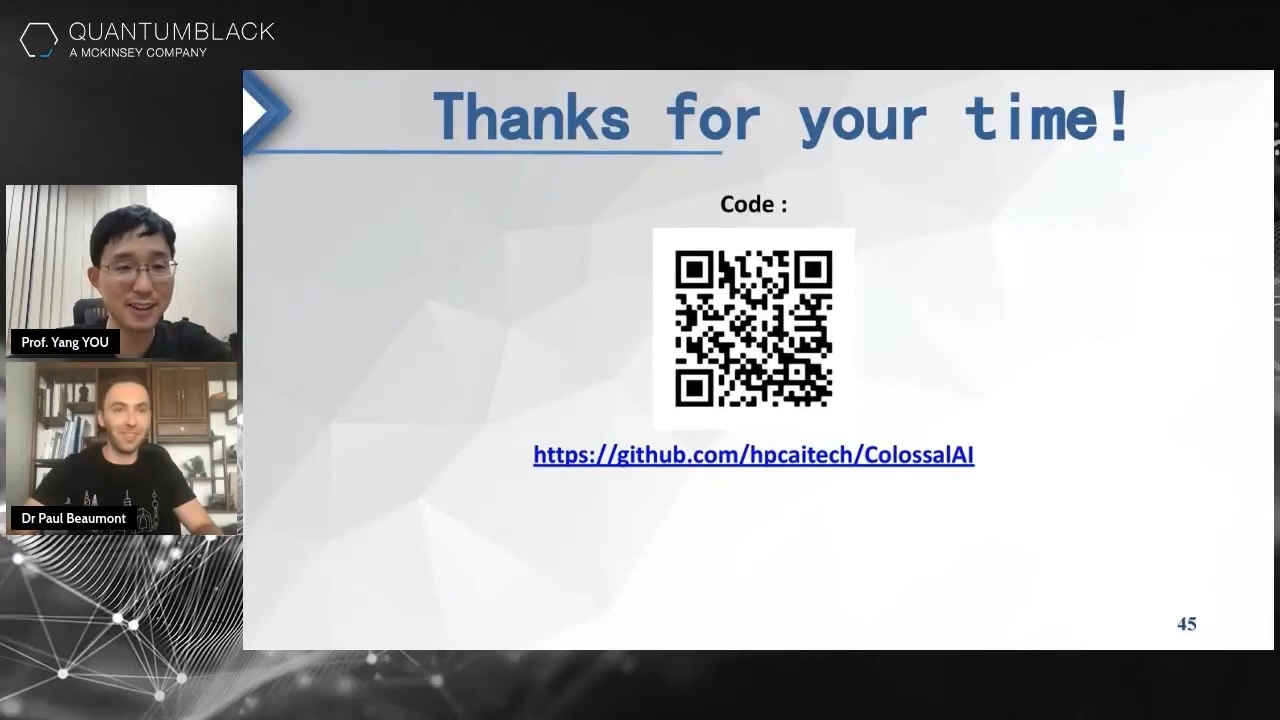 QUANTUMBLACK
A MCKINSEY COMPANY
Thanks for your time!
Code :
https://github.com/hpcaitech/ColossalAI
Prof. Yang YOU
Dr Paul Beaumont
45